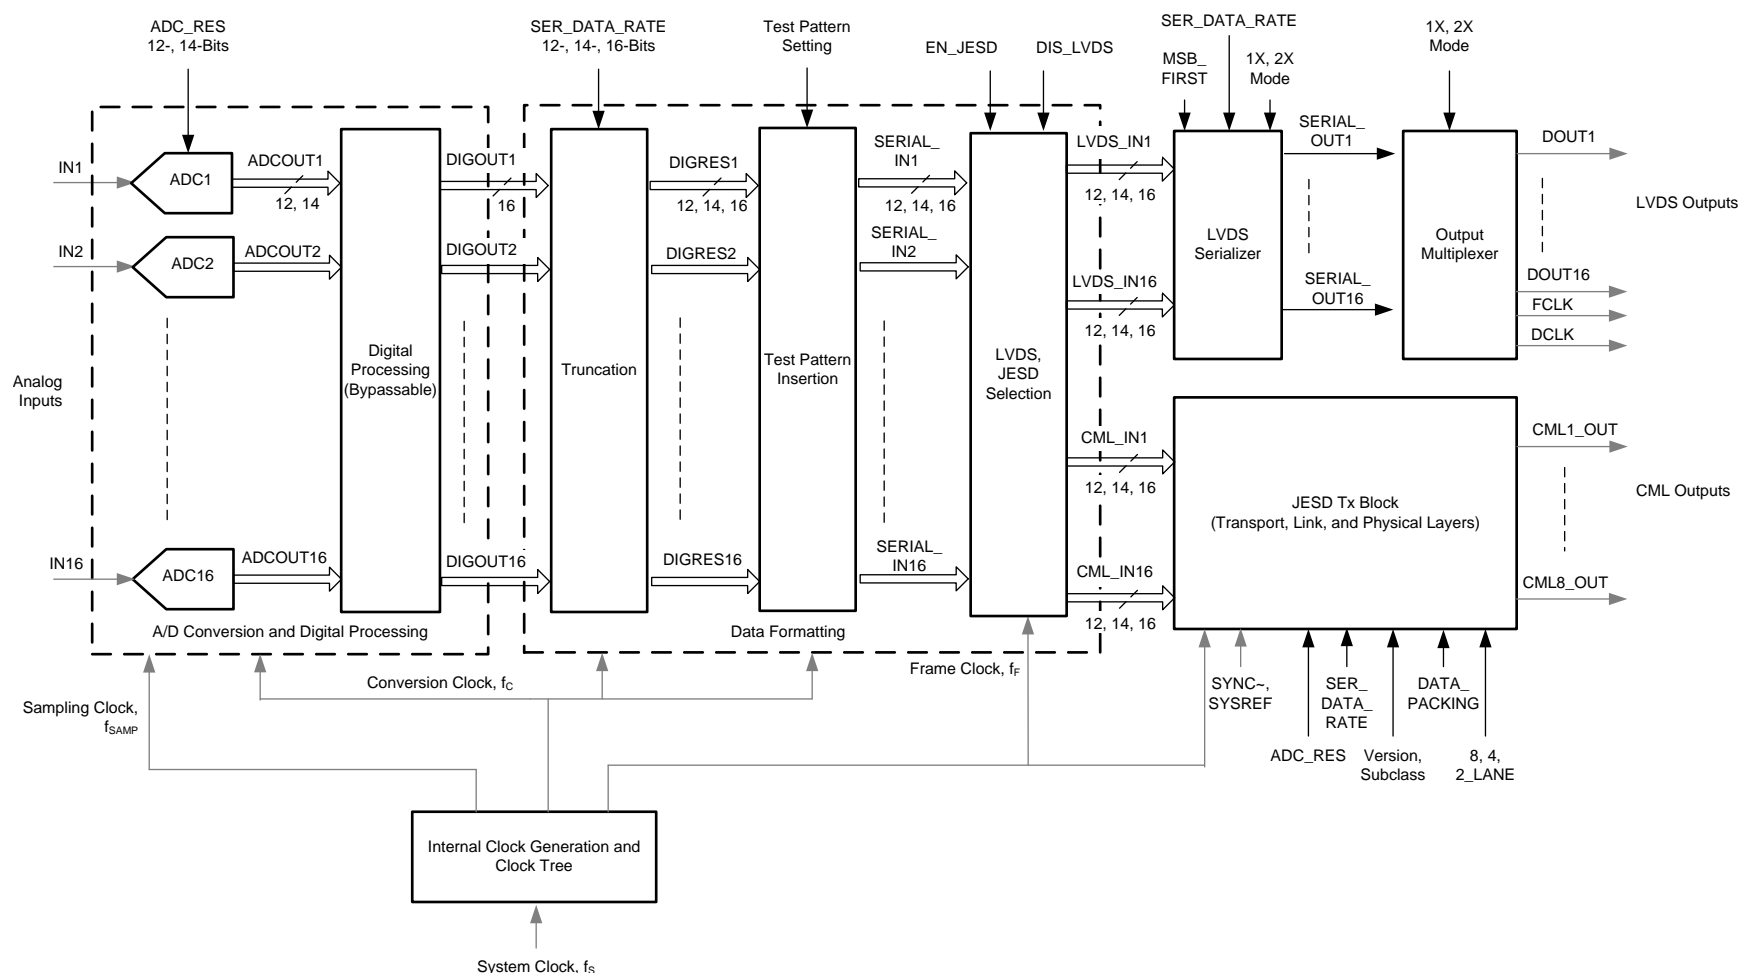 ADC_RES
12-, 14-Bits
SER_DATA_RATE
12-, 14-, 16-Bits
Test Pattern
Setting
EN_JESD
DIS_LVDS
SER_DATA_RATE
MSB_
FIRST
1X, 2X
Mode
1X, 2X
Mode
IN1
ADC1
ADCOUT1
12, 14
DIGOUT1
16
DIGRES1
12, 14, 16
SERIAL_
IN1
12, 14, 16
LVDS_IN1
12, 14, 16
SERIAL_
OUT1
DOUT1
LVDS Outputs
IN2
ADC2
ADCOUT2
DIGOUT2
DIGRES2
SERIAL_
IN2
LVDS_IN16
12, 14, 16
LVDS
Serializer
SERIAL_
OUT16
Output
Multiplexer
DOUT16
FCLK
DCLK
Analog
Inputs
Digital
Processing
(Bypassable)
Truncation
Test Pattern
Insertion
LVDS,
JESD
Selection
CML_IN1
12, 14, 16
JESD Tx Block
(Transport, Link, and Physical Layers)
CML1_OUT
CML Outputs
CML8_OUT
IN16
ADC16
ADCOUT16
DIGOUT16
DIGRES16
SERIAL_
IN16
CML_IN16
12, 14, 16
A/D Conversion and Digital Processing
Data Formatting
Sampling Clock,
fSAMP
Conversion Clock, fC
Frame Clock, fF
SYNC~,
SYSREF
ADC_RES
SER_
DATA_
RATE
Version,
Subclass
DATA_
PACKING
8, 4,
2_LANE
Internal Clock Generation and
Clock Tree
System Clock, fS